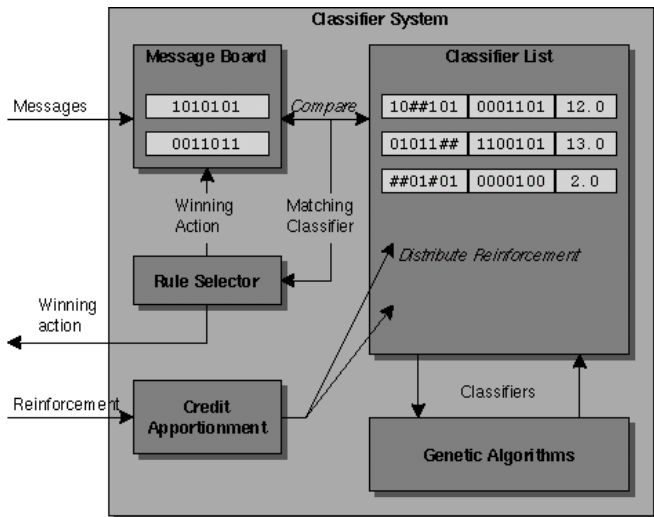 Classifier System
Message Board
Classifier List
Messages
1010101
0011011
Compare
10##101 0001101 12.0
01011## 1100101 13.0
##01#01 0000100 2.0
Winning
Action
Matching
Classifier
Distribute Reinforcement
Rule Selector
Winning
action
Reinforcement
Credit
Apportionment
Classifiers
Genetic Algorithms